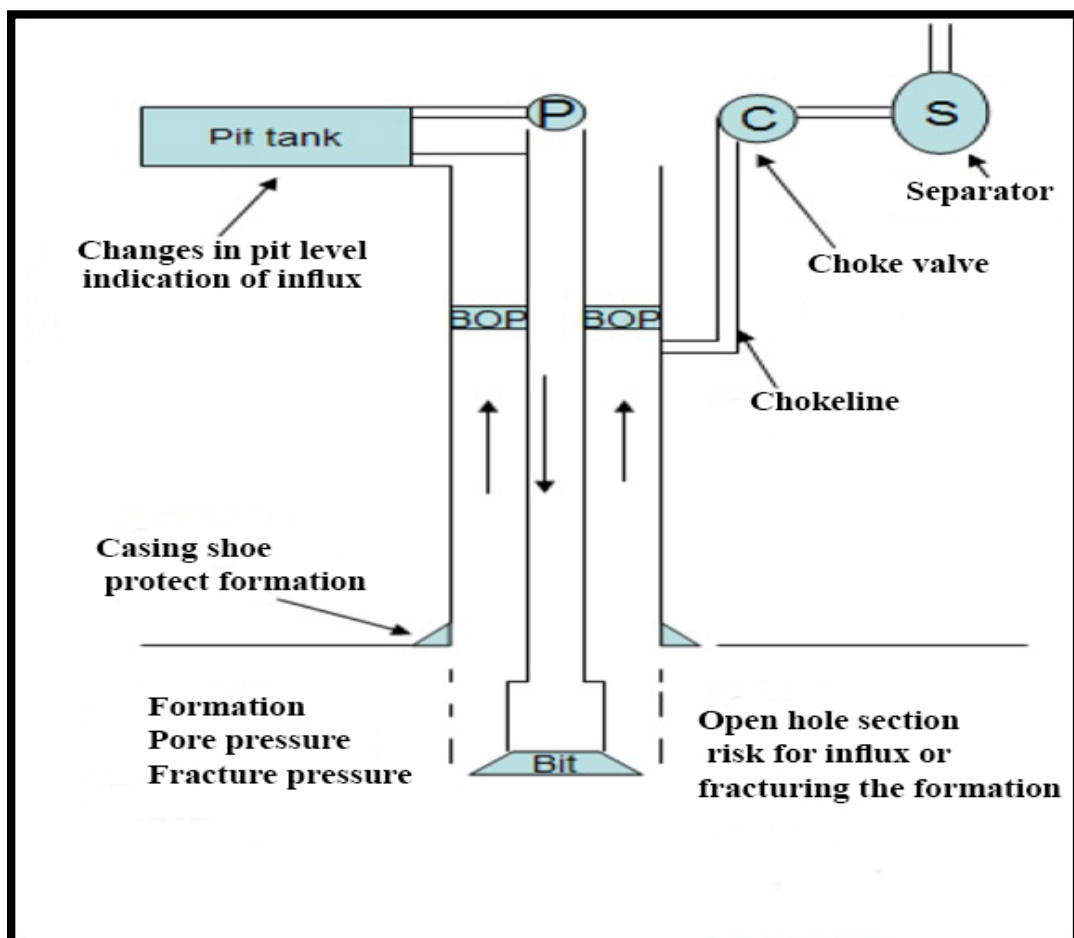 Pit tank
P
C
S
Separator
Changes in pit level
indication of influx
Choke valve
BOP
BOP
Chokeline
Casing shoe
protect formation
Formation
Pore pressure
Fracture pressure
Open hole section
risk for influx or
fracturing the formation
Bit